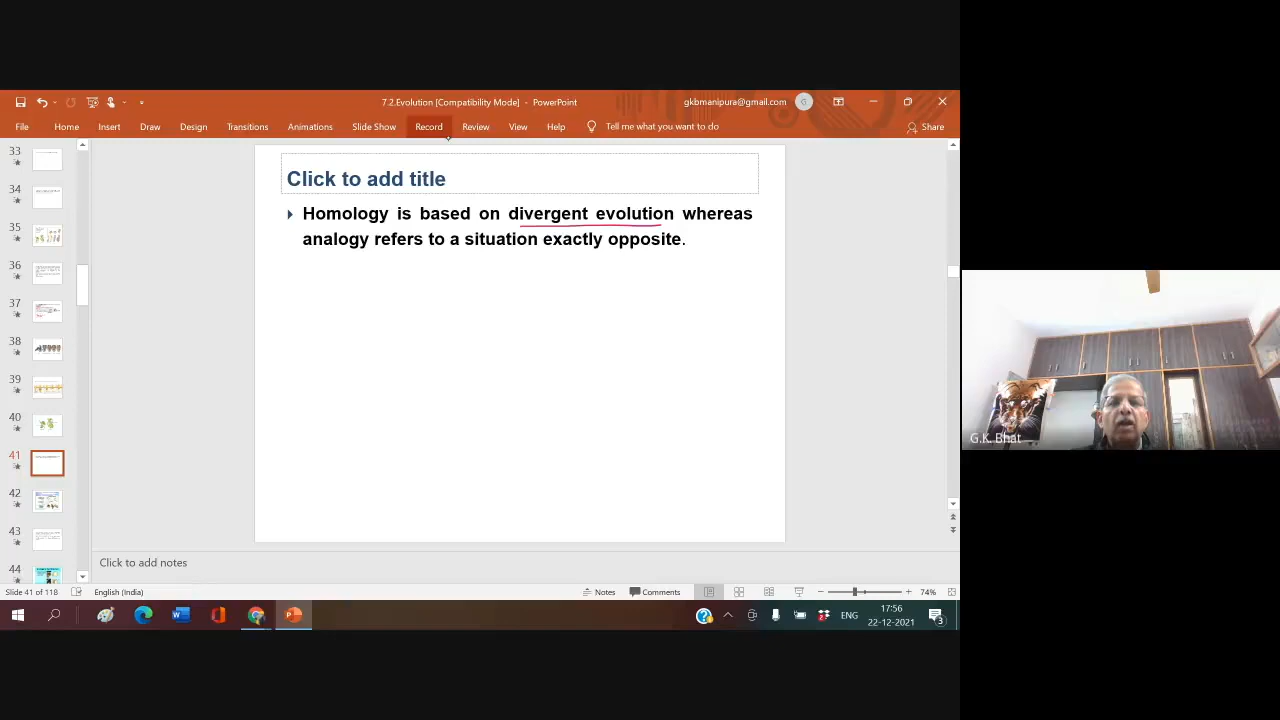 7.2.Evolution [Compatibility Mode] - PowerPoint
gkbmanipura@gmail.com
G
File Home Insert Draw Design Transitions Animations Slide Show Record Review View Help Tell me what you want to do Share
33
34
35
36
37
38
39
40
41
42
43
44
Click to add title
Homology is based on divergent evolution whereas
analogy refers to a situation exactly opposite.
G.K. Bhat
Click to add notes
Slide 41 of 118 English (India) Notes Comments 74%
ENG
17:56
22-12-2021
3